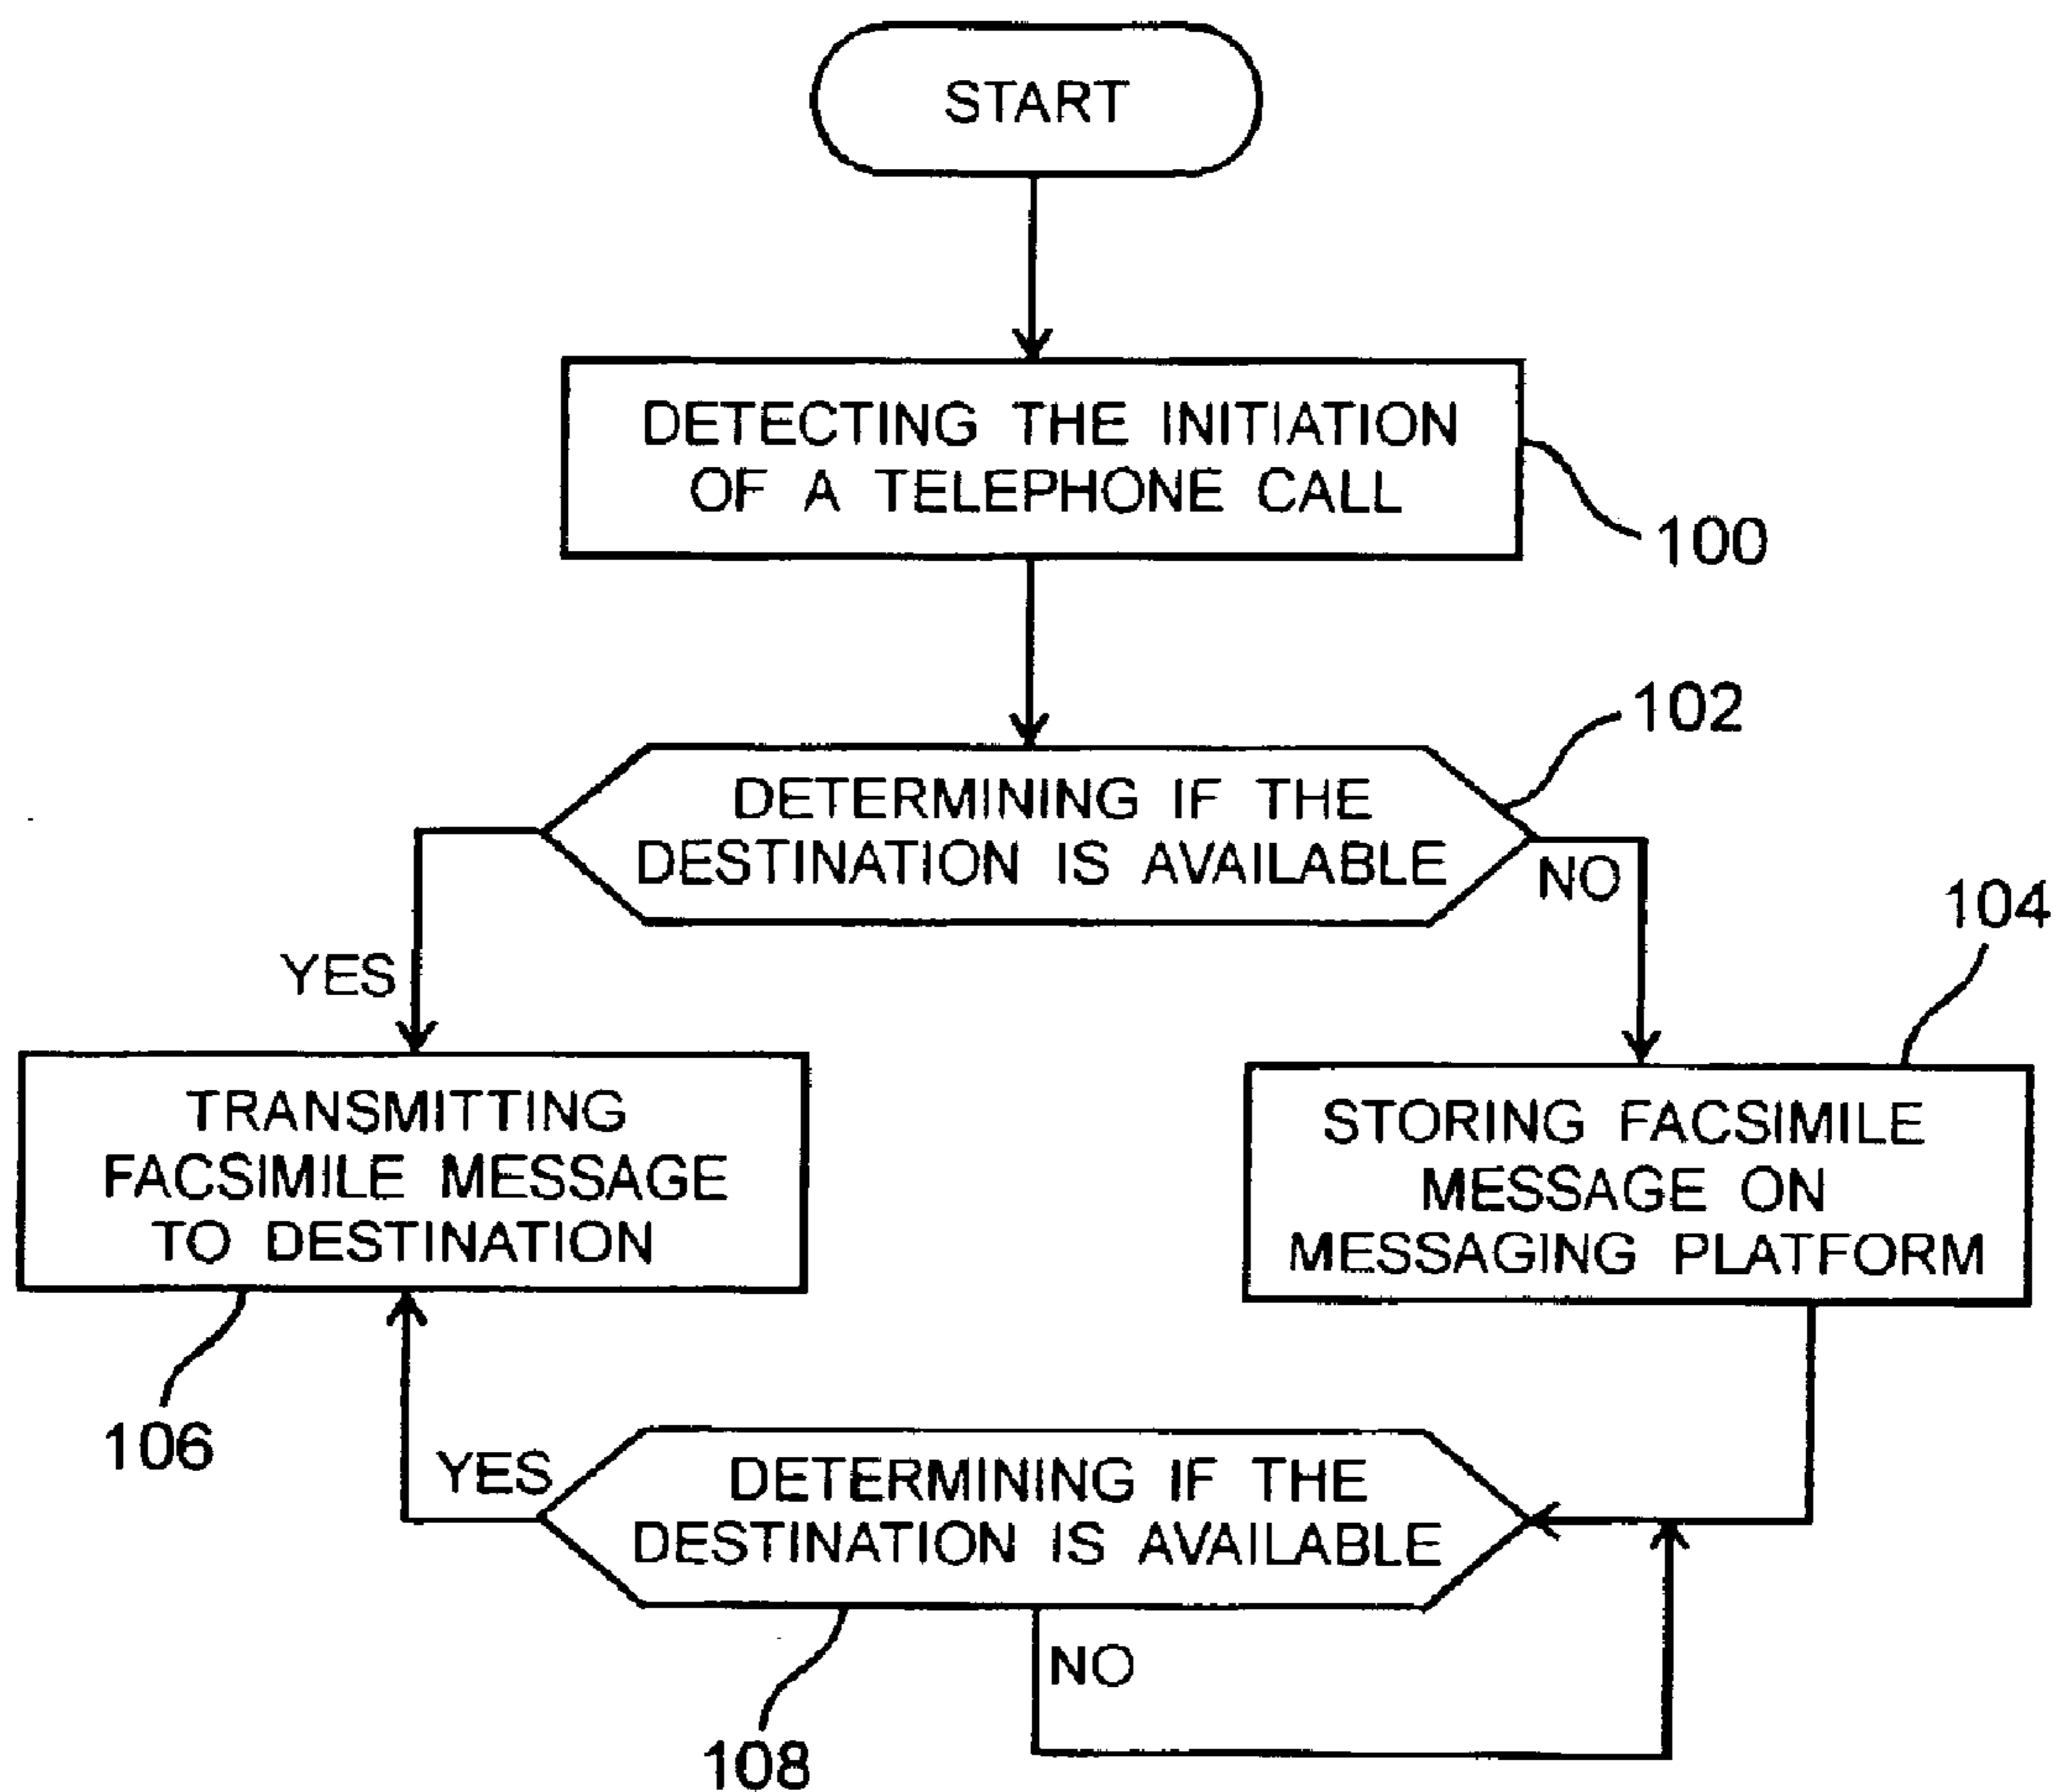 START
DETECTING THE INITIATION
OF A TELEPHONE CALL
100
102
DETERMINING IF THE
DESTINATION IS AVAILABLE
NO
104
YES
TRANSMITTING
FACSIMILE MESSAGE
TO DESTINATION
STORING FACSIMILE
MESSAGE ON
MESSAGING PLATFORM
106
YES
DETERMINING IF THE
DESTINATION IS AVAILABLE
NO
108